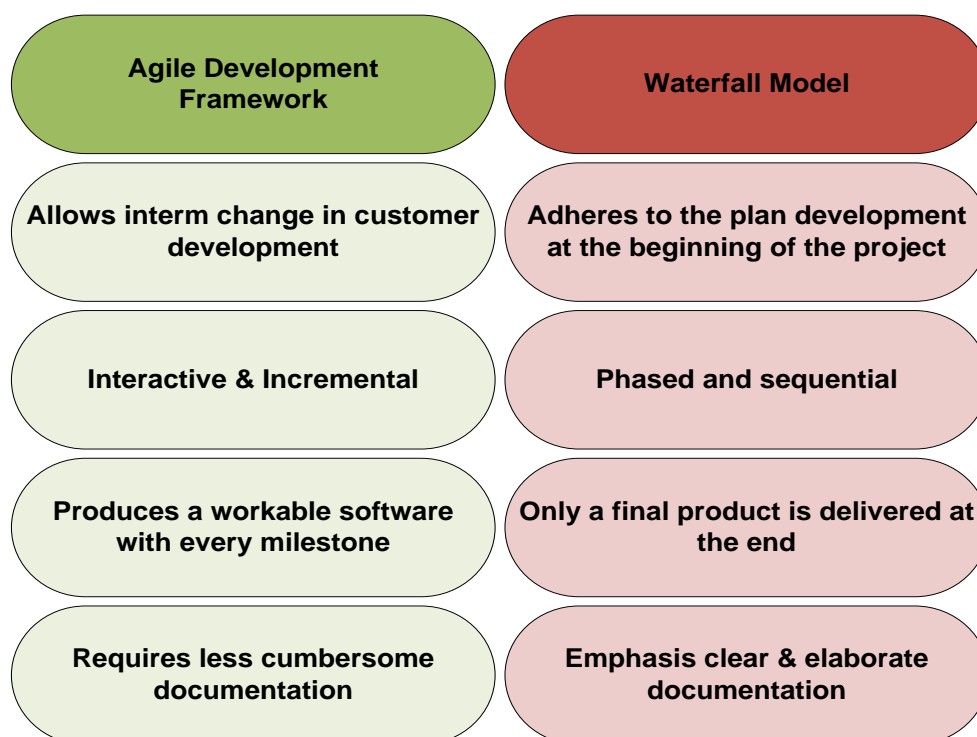 Agile Development
Framework
Waterfall Model
Allows interm change in customer
development
Adheres to the plan development
at the beginning of the project
Interactive & Incremental
Phased and sequential
Produces a workable software
with every milestone
Only a final product is delivered at
the end
Requires less cumbersome
documentation
Emphasis clear & elaborate
documentation